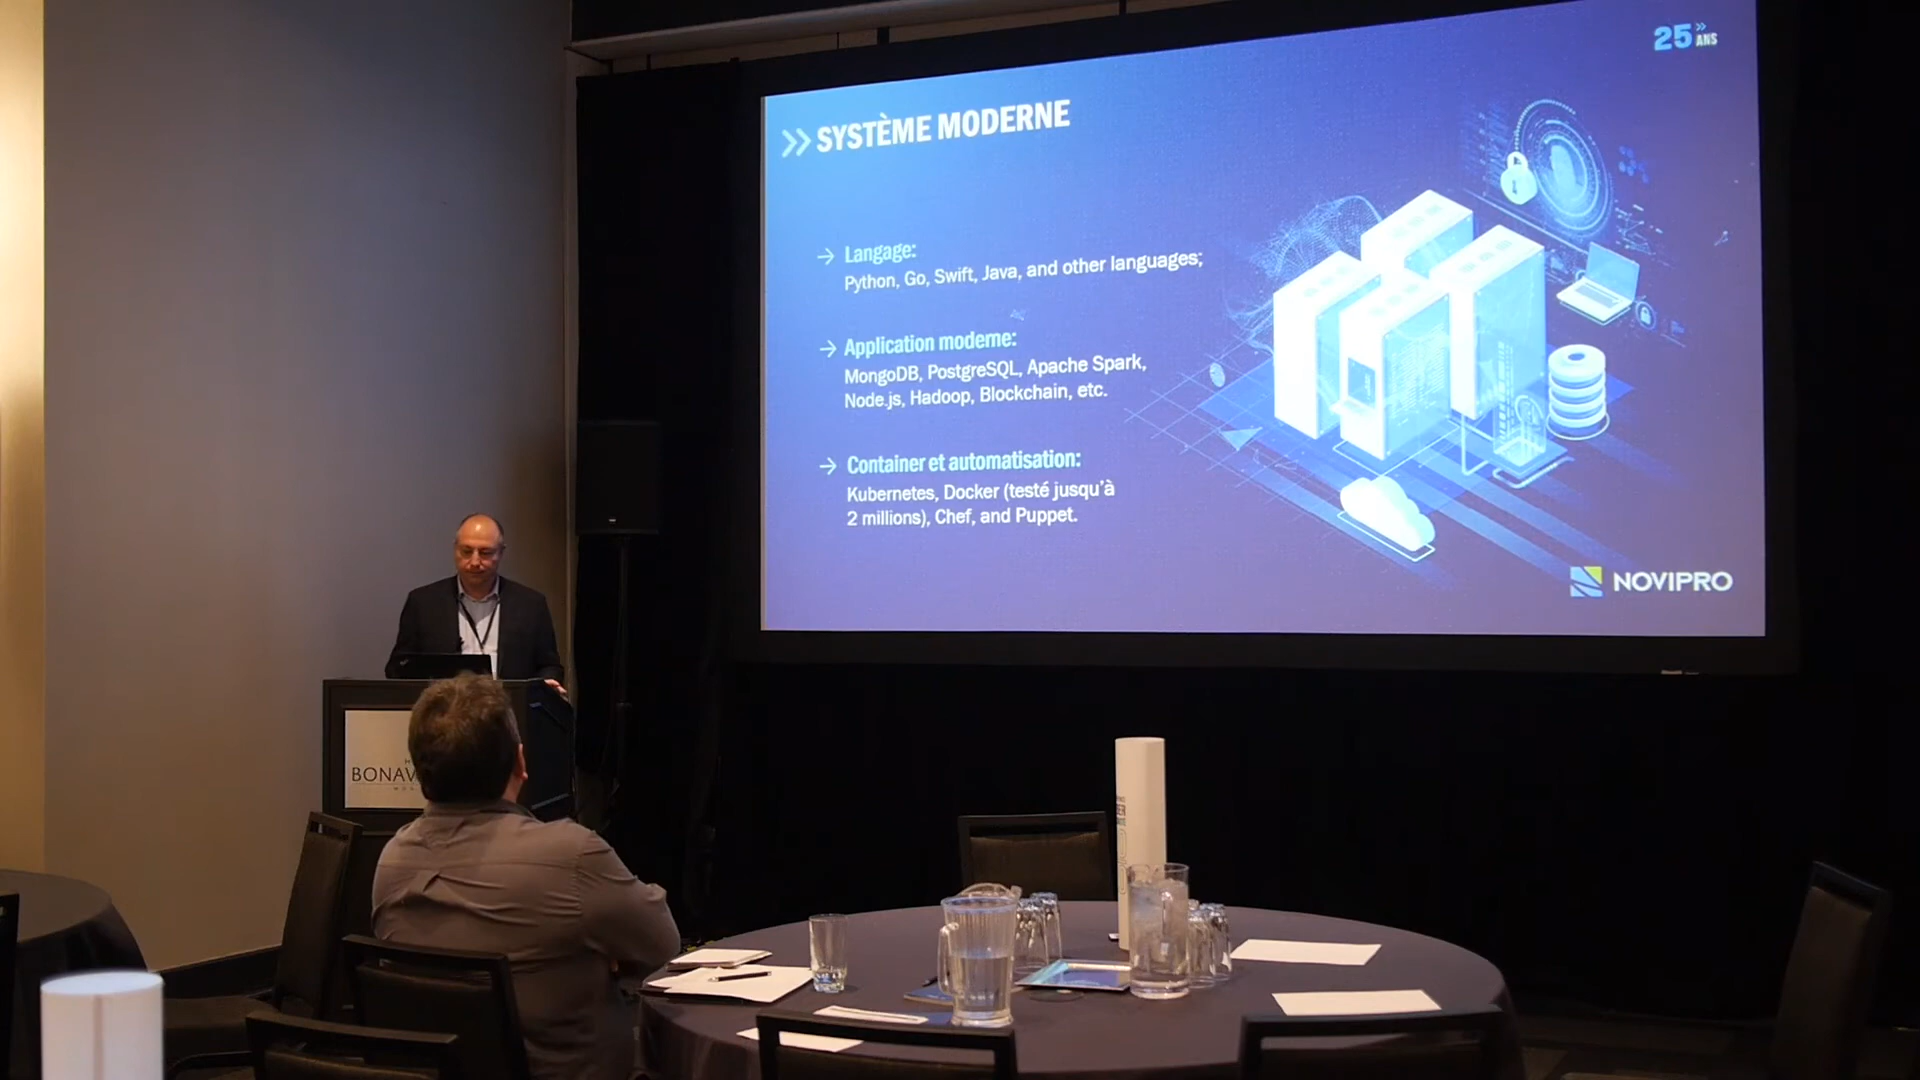 25 ANS
SYSTÈME MODERNE
Langage:
Python, Go, Swift, Java, and other languages;
Application moderne:
MongoDB, PostgreSQL, Apache Spark,
Node.js, Hadoop, Blockchain, etc.
Container et automatisation:
Kubernetes, Docker (testé jusqu'à
2 millions), Chef, and Puppet.
NOVIPRO
BONAV